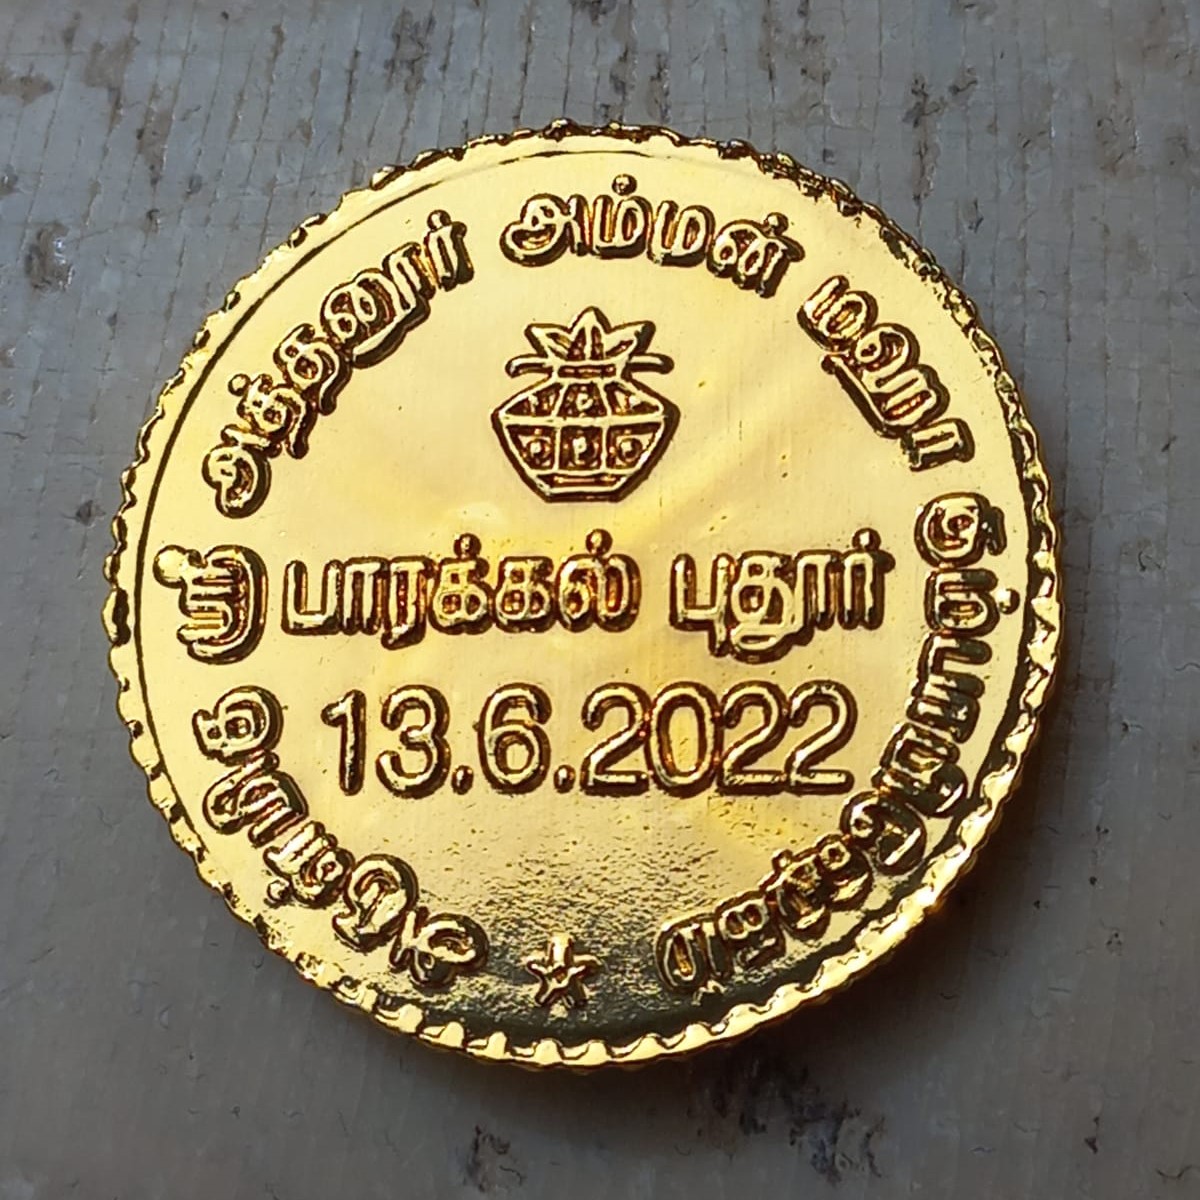 அருள்மிகு ஸ்ரீ அத்தனூர் அம்மன் மஹா கும்பாபிஷேகம்
பாரக்கல் புதூர்
13.6.2022